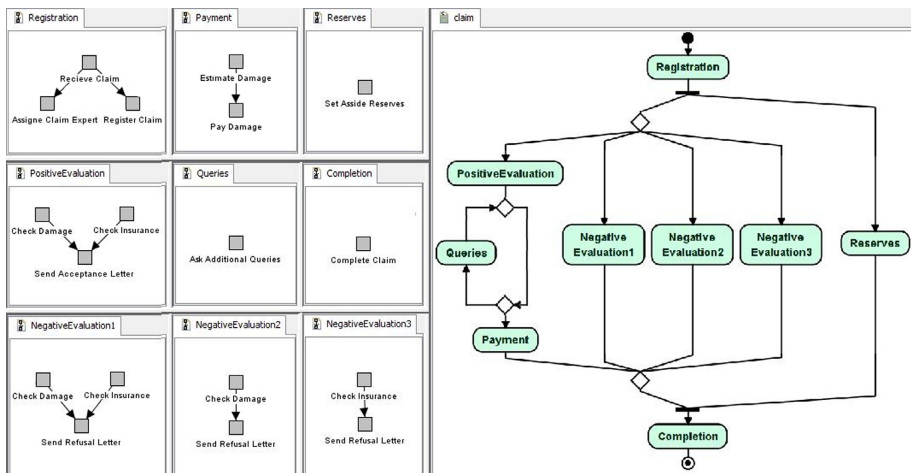 Registration
Recieve Claim
Assigne Claim Expert
Register Claim
Payment
Estimate Damage
Pay Damage
Reserves
Set Asside Reserves
PositiveEvaluation
Check Damage
Check Insurance
Send Acceptance Letter
Queries
Ask Additional Queries
Completion
Complete Claim
NegativeEvaluation1
Check Damage
Check Insurance
Send Refusal Letter
NegativeEvaluation2
Check Damage
Send Refusal Letter
NegativeEvaluation3
Check Insurance
Send Refusal Letter
claim
Registration
PositiveEvaluation
Queries
Negative
Evaluation1
Negative
Evaluation2
Negative
Evaluation3
Reserves
Payment
Completion